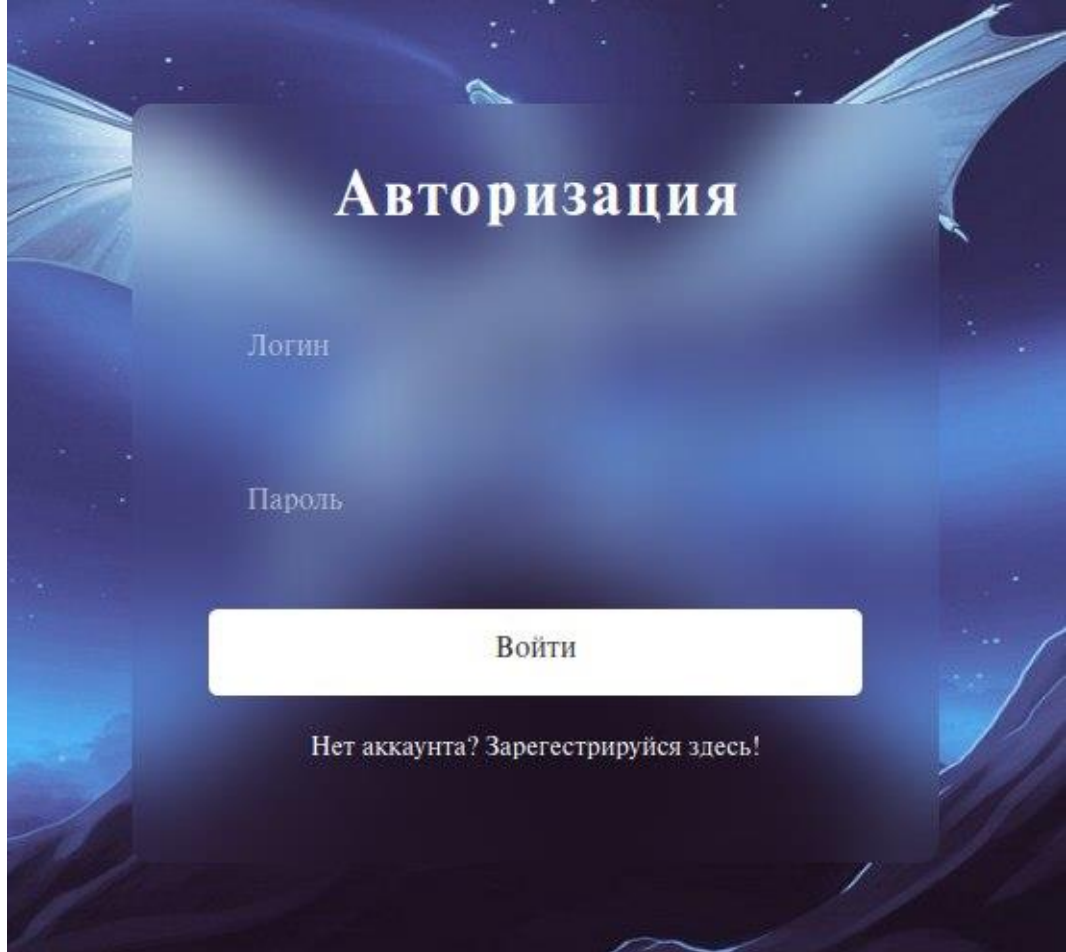 Авторизация
Логин
Пароль
Войти
Нет аккаунта? Зарегестрируйся здесь!